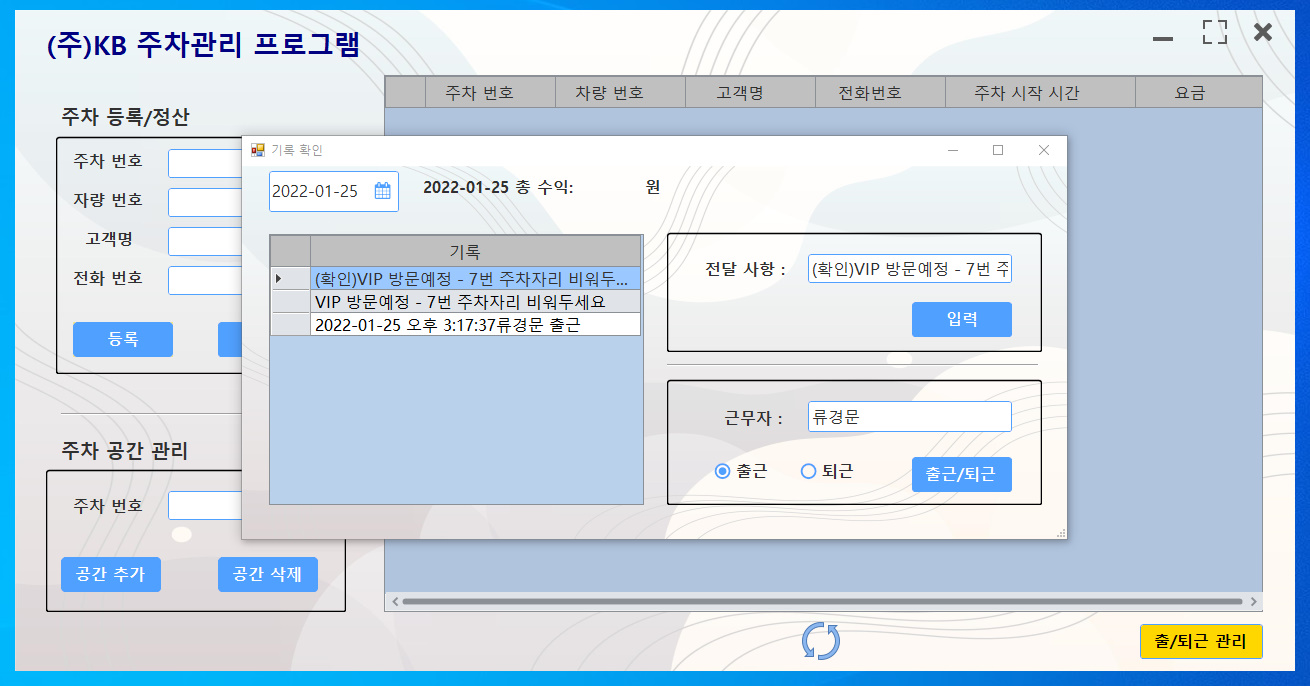 (주)KB 주차관리 프로그램
주차 번호 차량 번호 고객명 전화번호 주차 시작 시간 요금
주차 등록/정산
주차 번호
자량 번호
고객명
전화 번호
등록
주차 공간 관리
주차 번호
공간 추가 공간 삭제
기록 확인
2022-01-25 2022-01-25 총 수익: 원
기록
(확인)VIP 방문예정 - 7번 주차자리 비워두...
VIP 방문예정 - 7번 주차자리 비워두세요
2022-01-25 오후 3:17:37류경문 출근
전달 사항 : (확인)VIP 방문예정 - 7번 주
입력
근무자 : 류경문
출근 퇴근 출근/퇴근
출/퇴근 관리